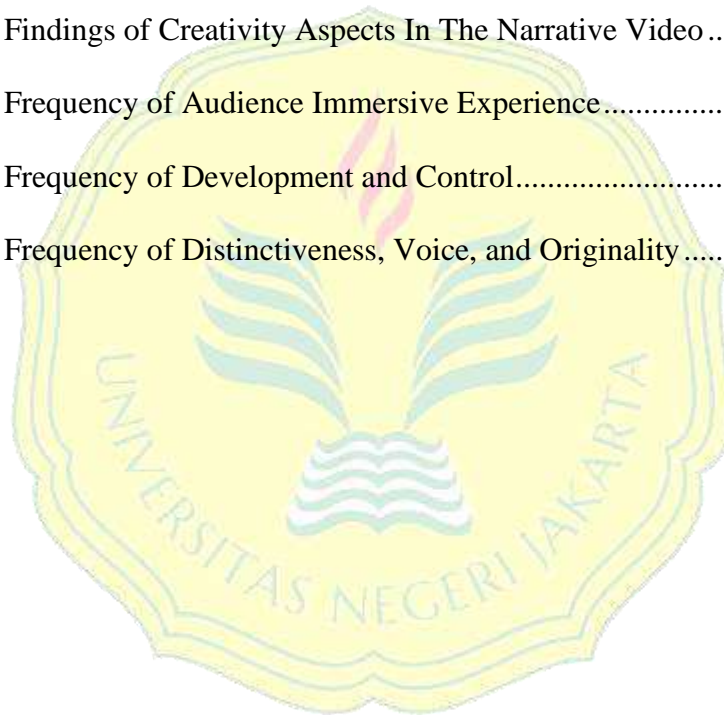 Findings of Creativity Aspects In The Narrative Video ..
Frequency of Audience Immersive Experience...............
Frequency of Development and Control..........................
Frequency of Distinctiveness, Voice, and Originality .....
UNIVERSITAS NEGERI JAKARTA